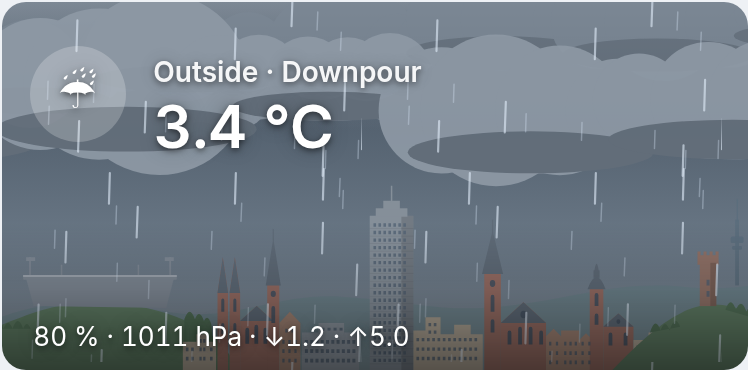 Outside · Downpour
3.4 °C
80 % · 1011 hPa · ↓1.2 · ↑5.0